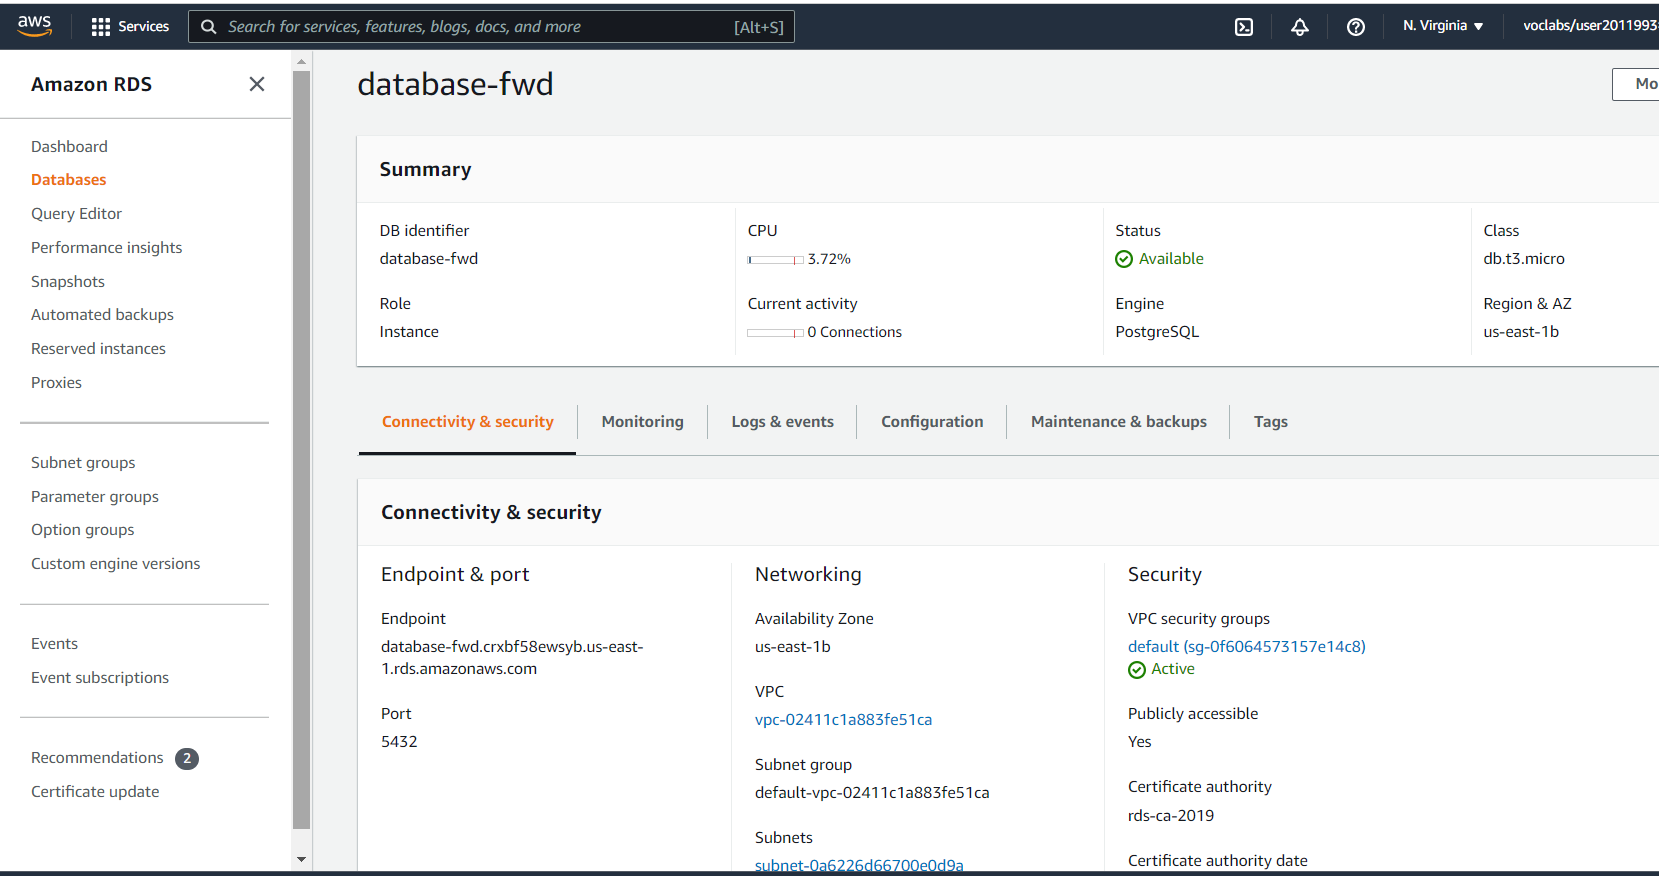 aws
Services
Search for services, features, blogs, docs, and more
[Alt+S]
N. Virginia
voclabs/user2011993
Amazon RDS
Dashboard
Databases
Query Editor
Performance insights
Snapshots
Automated backups
Reserved instances
Proxies
Subnet groups
Parameter groups
Option groups
Custom engine versions
Events
Event subscriptions
Recommendations 2
Certificate update
database-fwd
Mo
Summary
DB identifier
database-fwd
Role
Instance
CPU
3.72%
Current activity
0 Connections
Status
Available
Engine
PostgreSQL
Class
db.t3.micro
Region & AZ
us-east-1b
Connectivity & security
Monitoring
Logs & events
Configuration
Maintenance & backups
Tags
Connectivity & security
Endpoint & port
Endpoint
database-fwd.crxbf58ewsyb.us-east-
1.rds.amazonaws.com
Port
5432
Networking
Availability Zone
us-east-1b
VPC
vpc-02411c1a883fe51ca
Subnet group
default-vpc-02411c1a883fe51ca
Subnets
subnet-0a6226d66700e0d9a
Security
VPC security groups
default (sg-0f6064573157e14c8)
Active
Publicly accessible
Yes
Certificate authority
rds-ca-2019
Certificate authority date